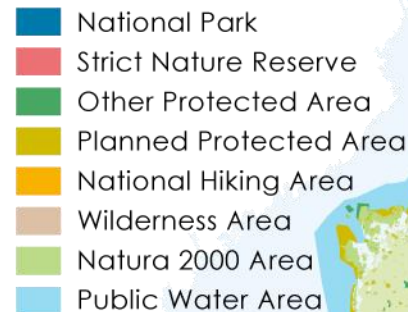 National Park
Strict Nature Reserve
Other Protected Area
Planned Protected Area
National Hiking Area
Wilderness Area
Natura 2000 Area
Public Water Area